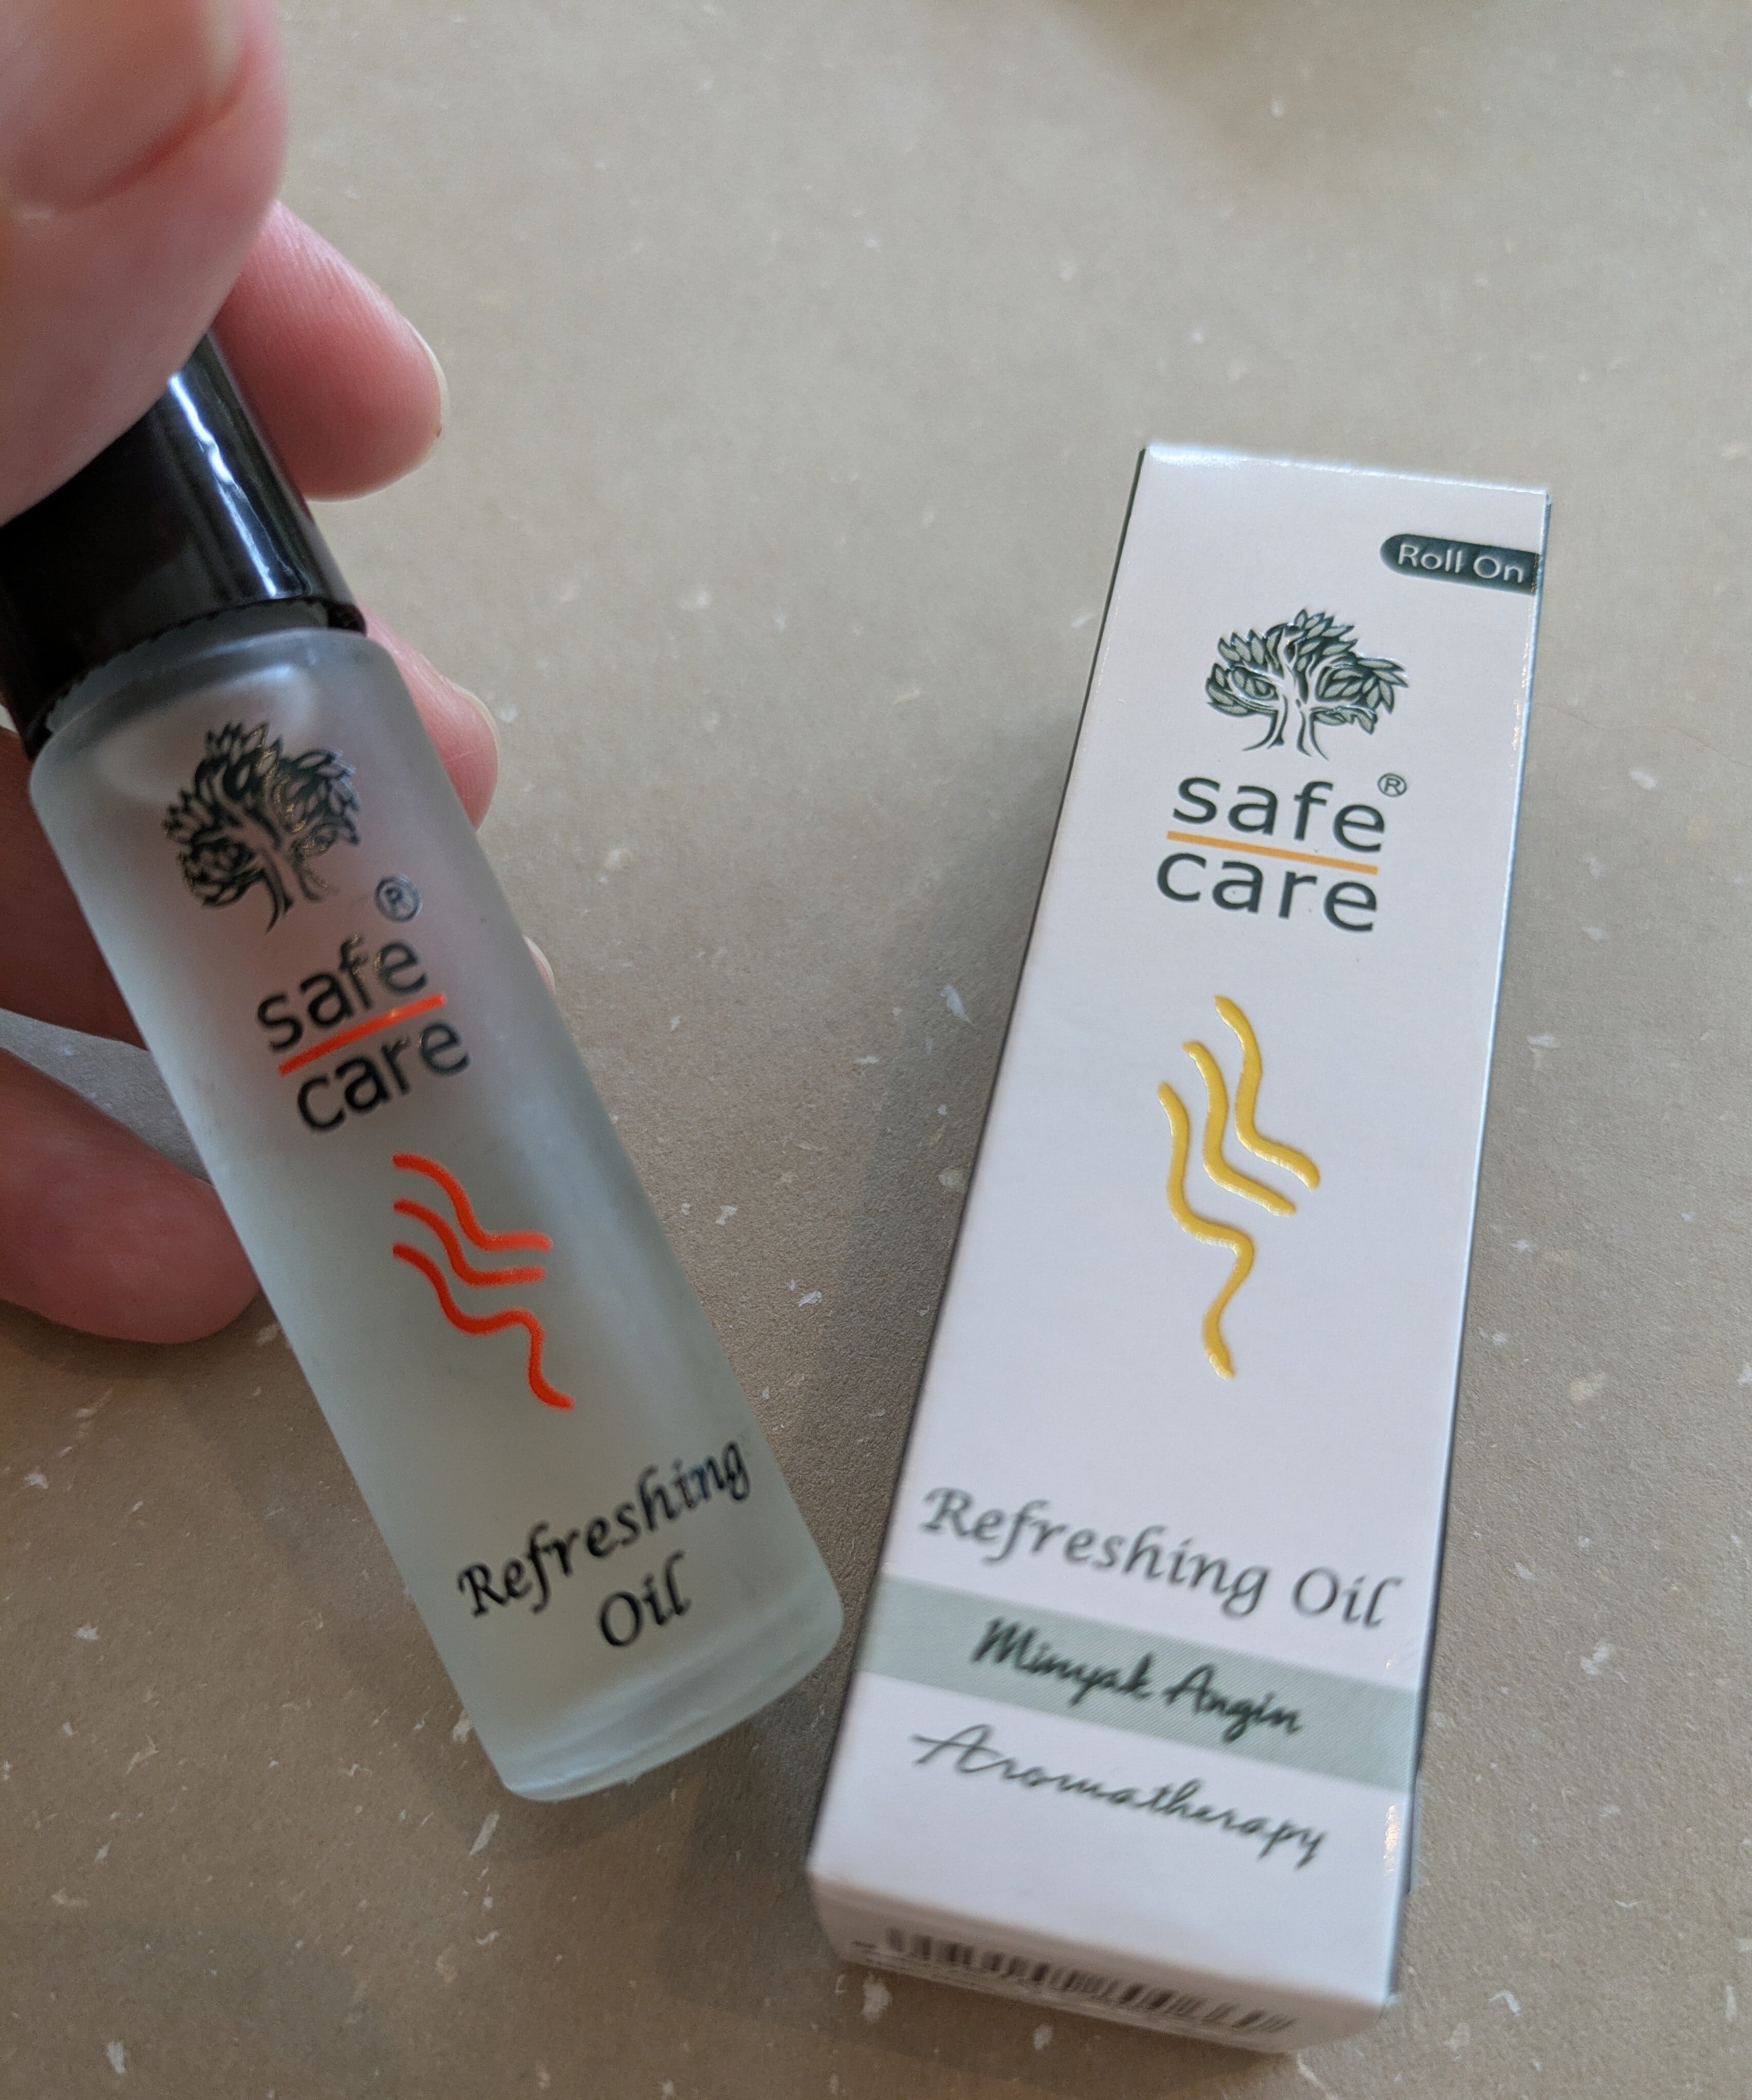 safe®
care
Refreshing
Oil
Roll On
safe®
care
Refreshing Oil
Minyak Angin
Aromatherapy